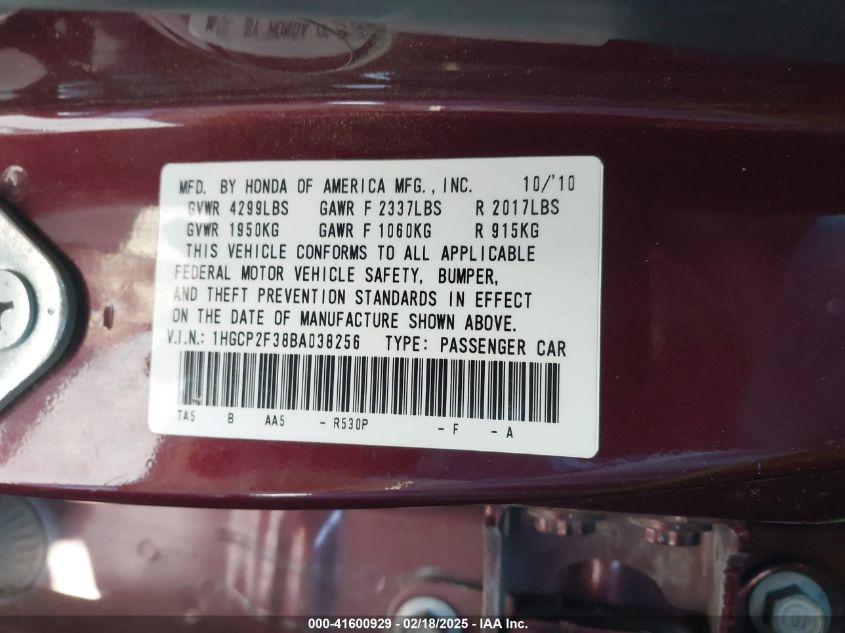 MFD. BY HONDA OF AMERICA MFG., INC. 10/'10
GVWR 4299LBS GAWR F 2337LBS R 2017LBS
GVWR 1950KG GAWR F 1060KG R 915KG
THIS VEHICLE CONFORMS TO ALL APPLICABLE
FEDERAL MOTOR VEHICLE SAFETY, BUMPER,
AND THEFT PREVENTION STANDARDS IN EFFECT
ON THE DATE OF MANUFACTURE SHOWN ABOVE.
V.I.N.: 1HGCP2F38BA038256 TYPE: PASSENGER CAR
TA5 B AA5 - R530P - F - A
000-41600929 - 02/18/2025 - IAA Inc.